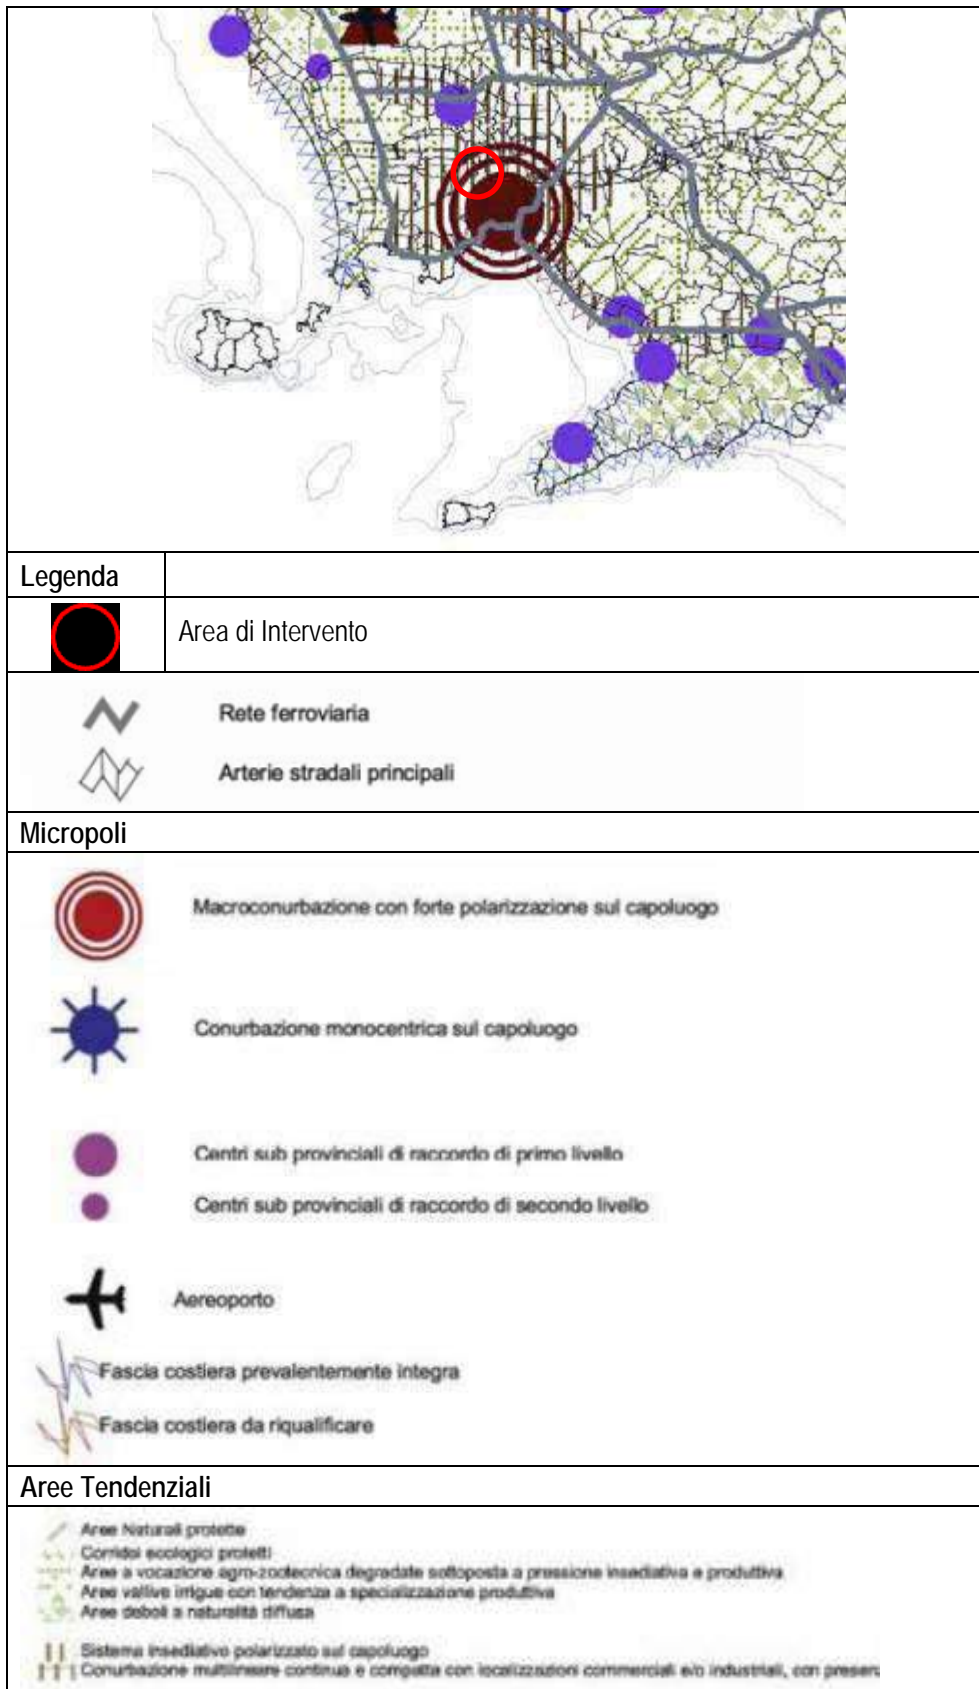 Legenda
Area di Intervento
Rete ferroviaria
Arterie stradali principali
Micropoli
Macroconurbazione con forte polarizzazione sul capoluogo
Conurbazione monocentrica sul capoluogo
Centri sub provinciali di raccordo di primo livello
Centri sub provinciali di raccordo di secondo livello
Aereoporto
Fascia costiera prevalentemente integra
Fascia costiera da riqualificare
Aree Tendenziali
Aree Naturali protette
Corridoi ecologici protetti
Aree a vocazione agro-zootecnica degradate sottoposta a pressione insediativa e produttiva
Aree vallive irrigue con tendenza a specializzazione produttiva
Aree deboli a naturalità diffusa
Sistema insediativo polarizzato sul capoluogo
Conurbazione multilineare continua e compatta con localizzazioni commerciali e/o industriali, con presenz